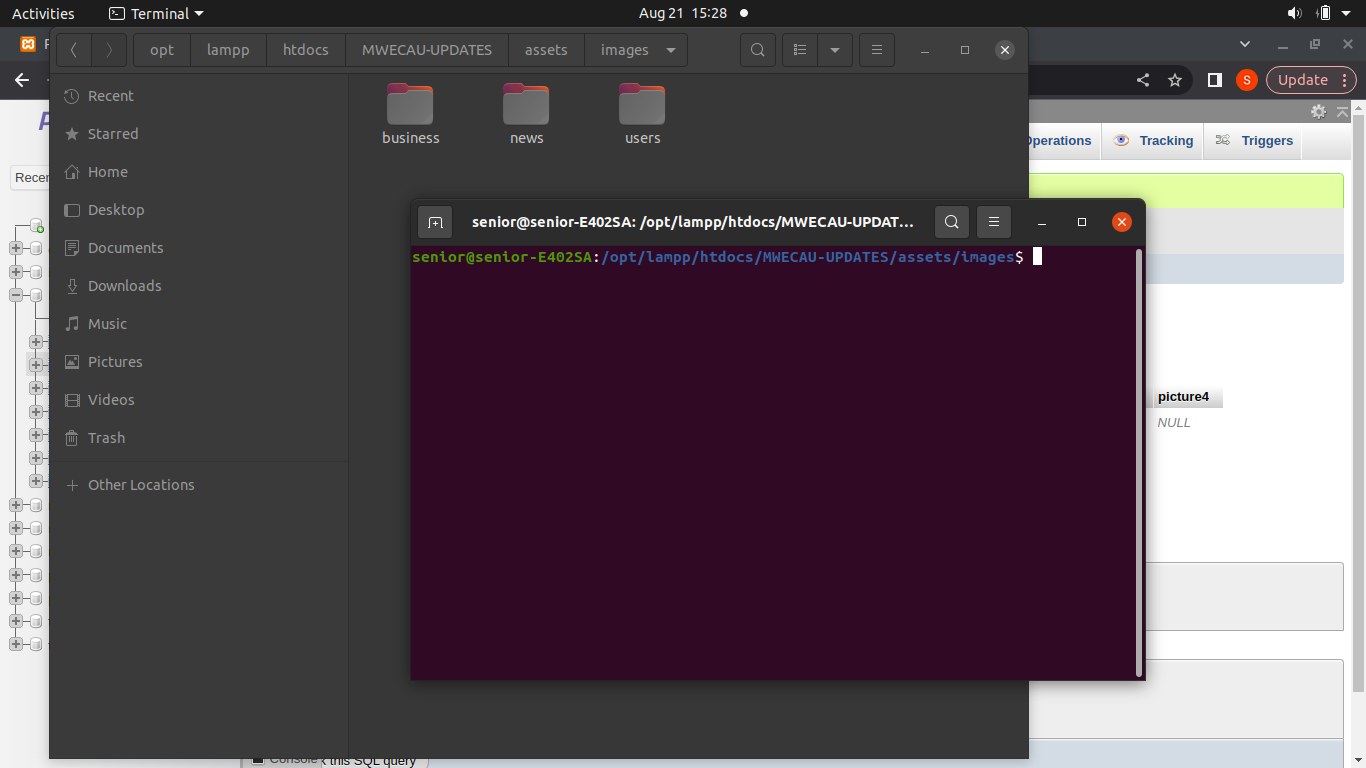 Activities
Terminal
Aug 21 15:28
opt
lampp
htdocs
MWECAU-UPDATES
assets
images
S
Update
Recent
Starred
Home
Desktop
Documents
Downloads
Music
Pictures
Videos
Trash
Other Locations
business
news
users
Operations
Tracking
Triggers
senior@senior-E402SA: /opt/lampp/htdocs/MWECAU-UPDAT...
senior@senior-E402SA:/opt/lampp/htdocs/MWECAU-UPDATES/assets/images$
picture4
NULL
Recen
Console
k this SQL query